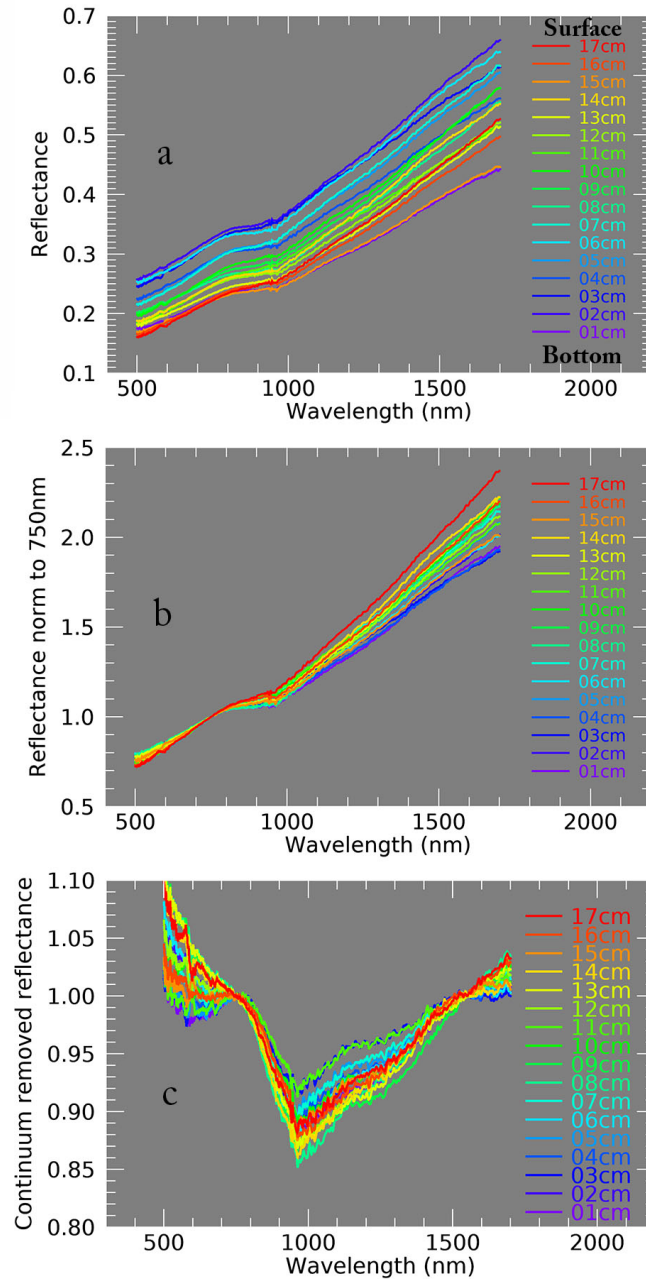 0.7
0.6
0.5
0.4
0.3
0.2
0.1
Reflectance
a
Surface
17cm
16cm
15cm
14cm
13cm
12cm
11cm
10cm
09cm
08cm
07cm
06cm
05cm
04cm
03cm
02cm
01cm
Bottom
500 1000 1500 2000
Wavelength (nm)
2.5
2.0
1.5
1.0
0.5
Reflectance norm to 750nm
b
17cm
16cm
15cm
14cm
13cm
12cm
11cm
10cm
09cm
08cm
07cm
06cm
05cm
04cm
03cm
02cm
01cm
500 1000 1500 2000
Wavelength (nm)
1.10
1.05
1.00
0.95
0.90
0.85
0.80
Continuum removed reflectance
c
17cm
16cm
15cm
14cm
13cm
12cm
11cm
10cm
09cm
08cm
07cm
06cm
05cm
04cm
03cm
02cm
01cm
500 1000 1500 2000
Wavelength (nm)